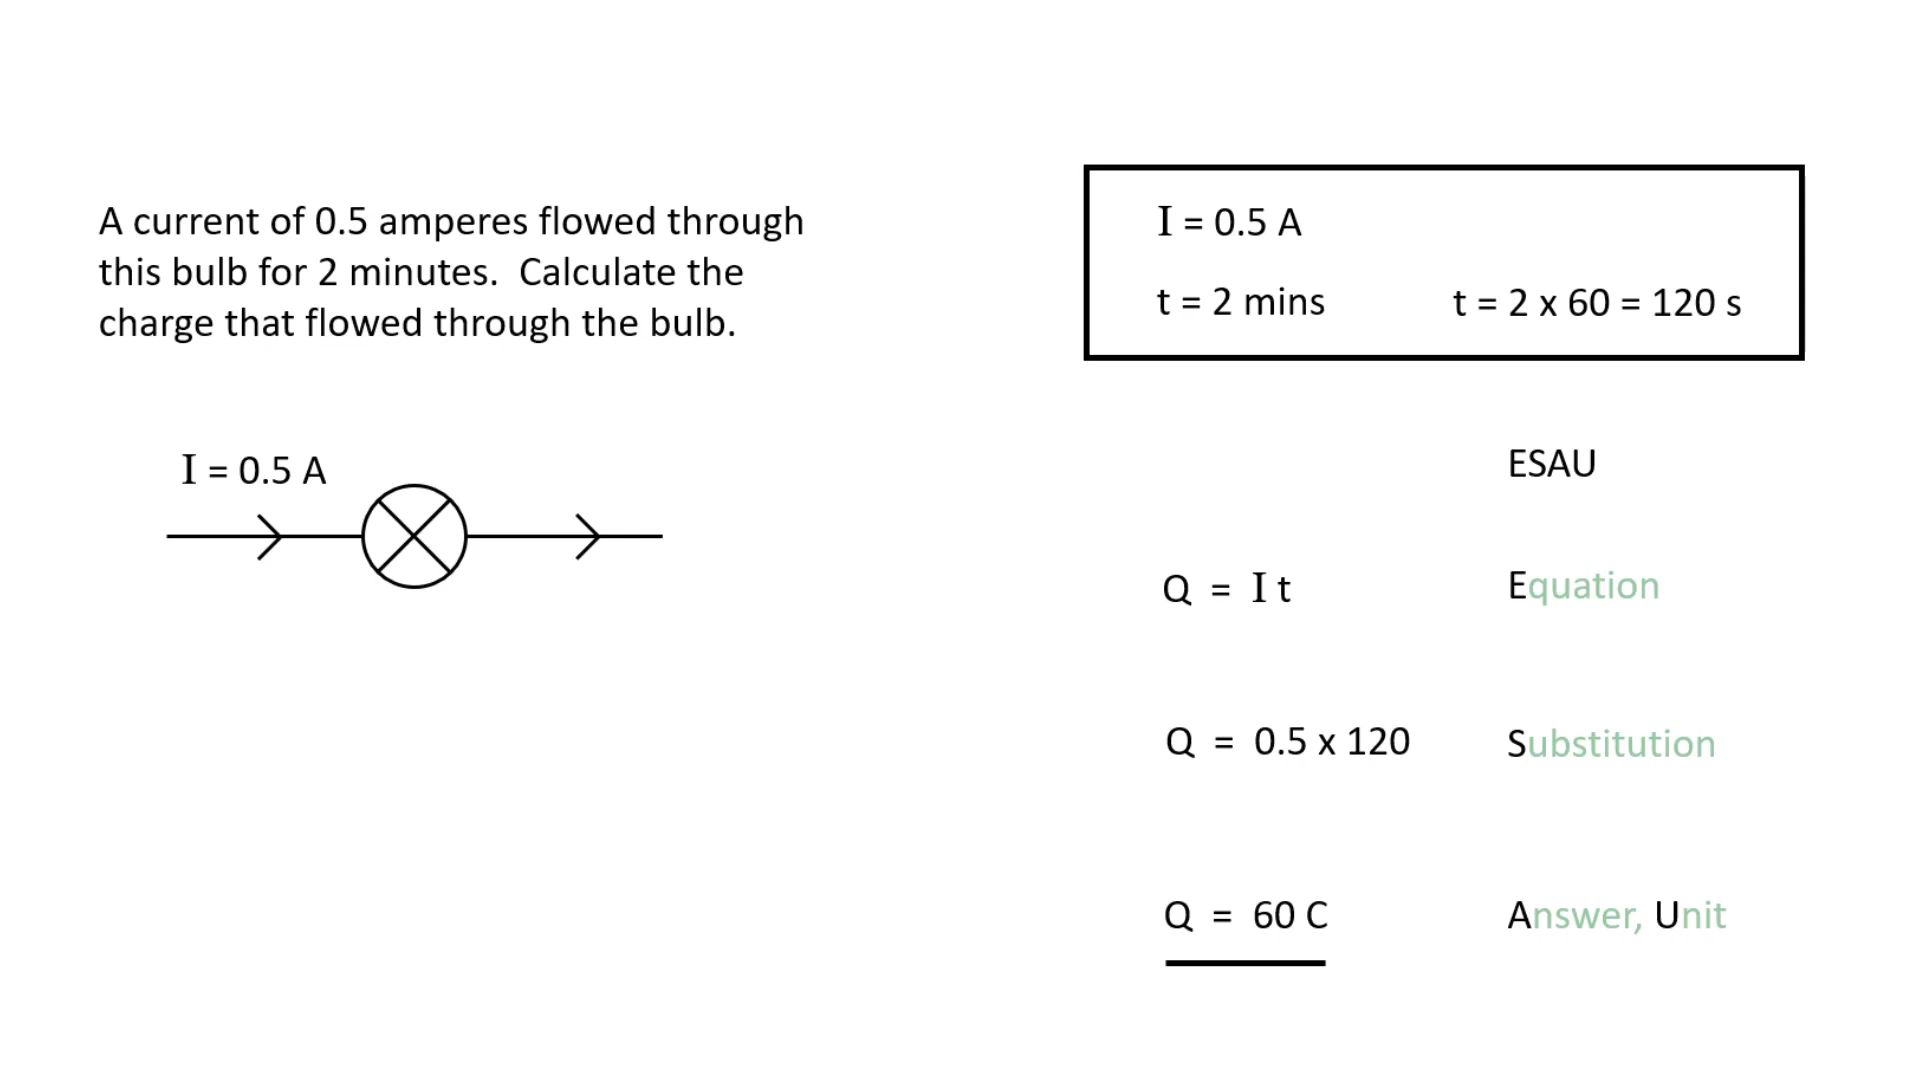 A current of 0.5 amperes flowed through
this bulb for 2 minutes.  Calculate the
charge that flowed through the bulb.
I = 0.5 A
I = 0.5 A
t = 2 mins t = 2 x 60 = 120 s
ESAU
Q = I t Equation
Q = 0.5 x 120 Substitution
Q = 60 C Answer, Unit